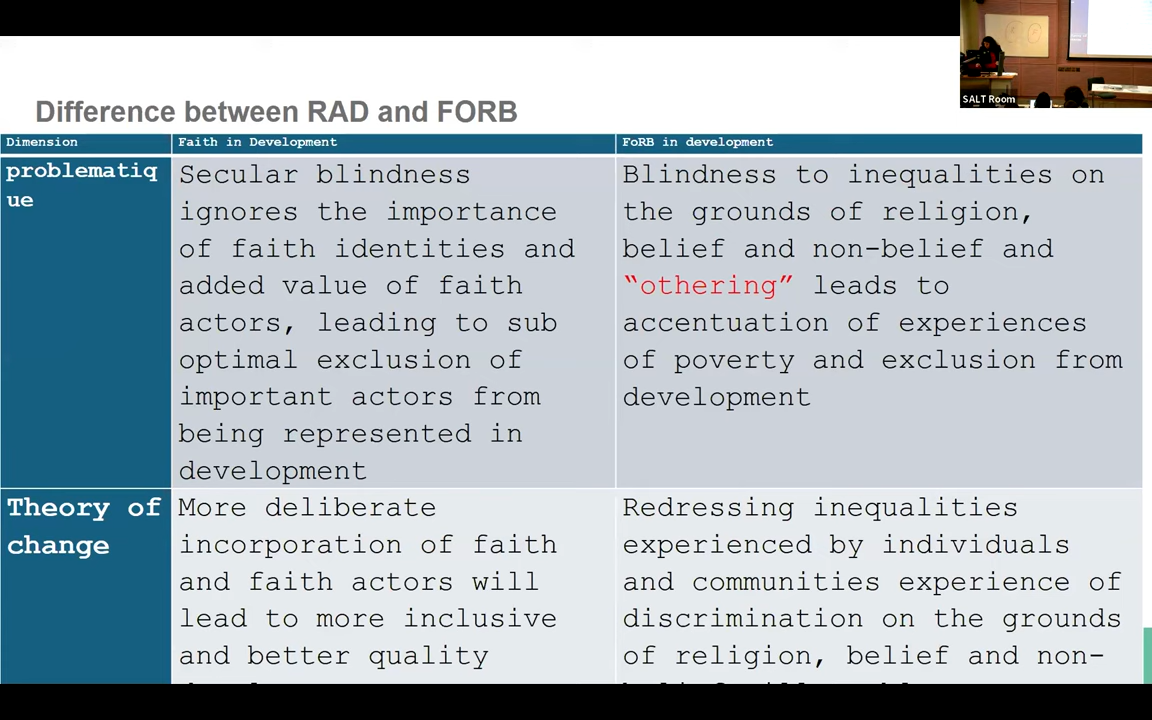 SALT Room
Difference between RAD and FORB
Dimension
Faith in Development
FoRB in development
problematiq
ue
Secular blindness
ignores the importance
of faith identities and
added value of faith
actors, leading to sub
optimal exclusion of
important actors from
being represented in
development
Blindness to inequalities on
the grounds of religion,
belief and non-belief and
“othering” leads to
accentuation of experiences
of poverty and exclusion from
development
Theory of
change
More deliberate
incorporation of faith
and faith actors will
lead to more inclusive
and better quality
Redressing inequalities
experienced by individuals
and communities experience of
discrimination on the grounds
of religion, belief and non-